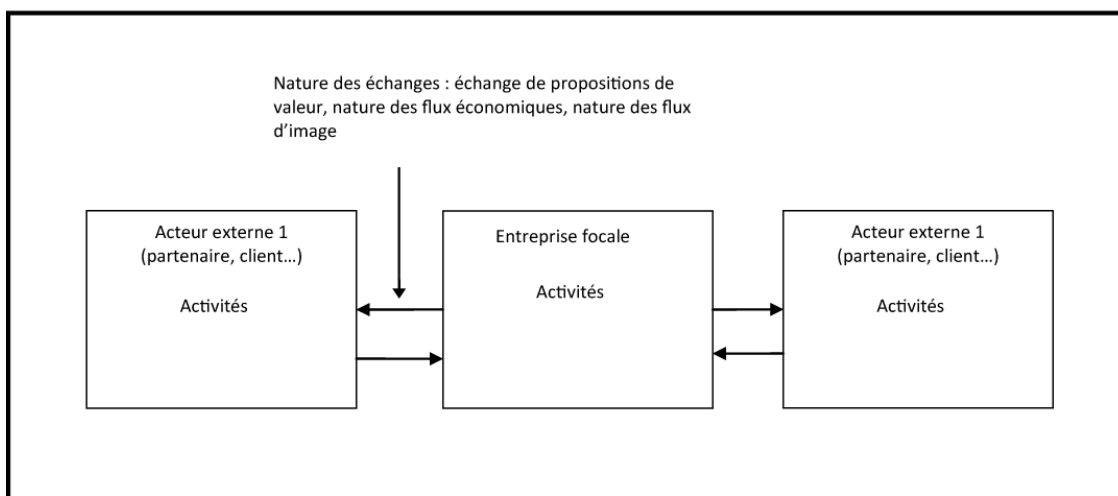 Nature des échanges : échange de propositions de
valeur, nature des flux économiques, nature des flux
d’image
Acteur externe 1
(partenaire, client…)
Activités
Entreprise focale
Activités
Acteur externe 1
(partenaire, client…)
Activités